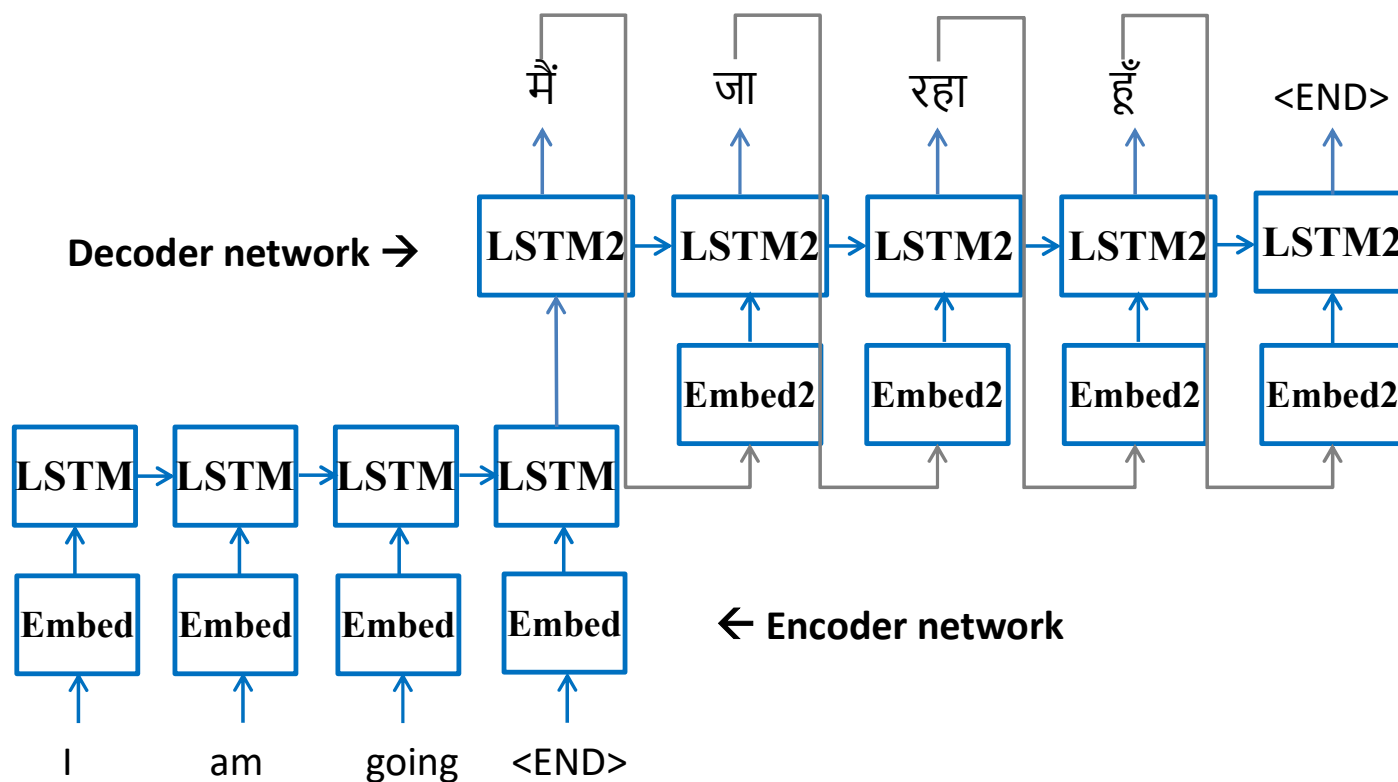 मैं जा रहा हूँ <END>
Decoder network →
LSTM2 LSTM2 LSTM2 LSTM2 LSTM2
Embed2 Embed2 Embed2 Embed2
LSTM LSTM LSTM LSTM
Embed Embed Embed Embed
← Encoder network
I am going <END>